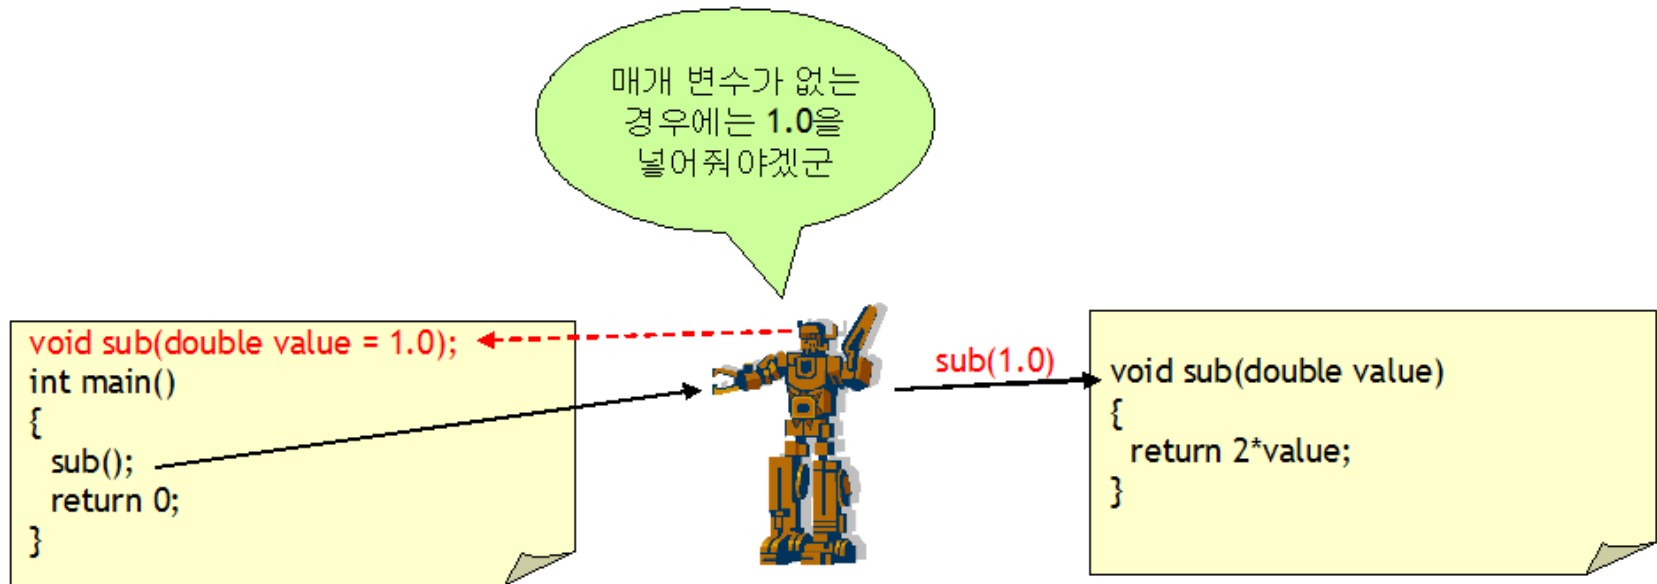 매개 변수가 없는
경우에는 1.0을
넣어줘야겠군
void sub(double value = 1.0);
int main()
{
sub();
return 0;
}
sub(1.0)
void sub(double value)
{
return 2*value;
}